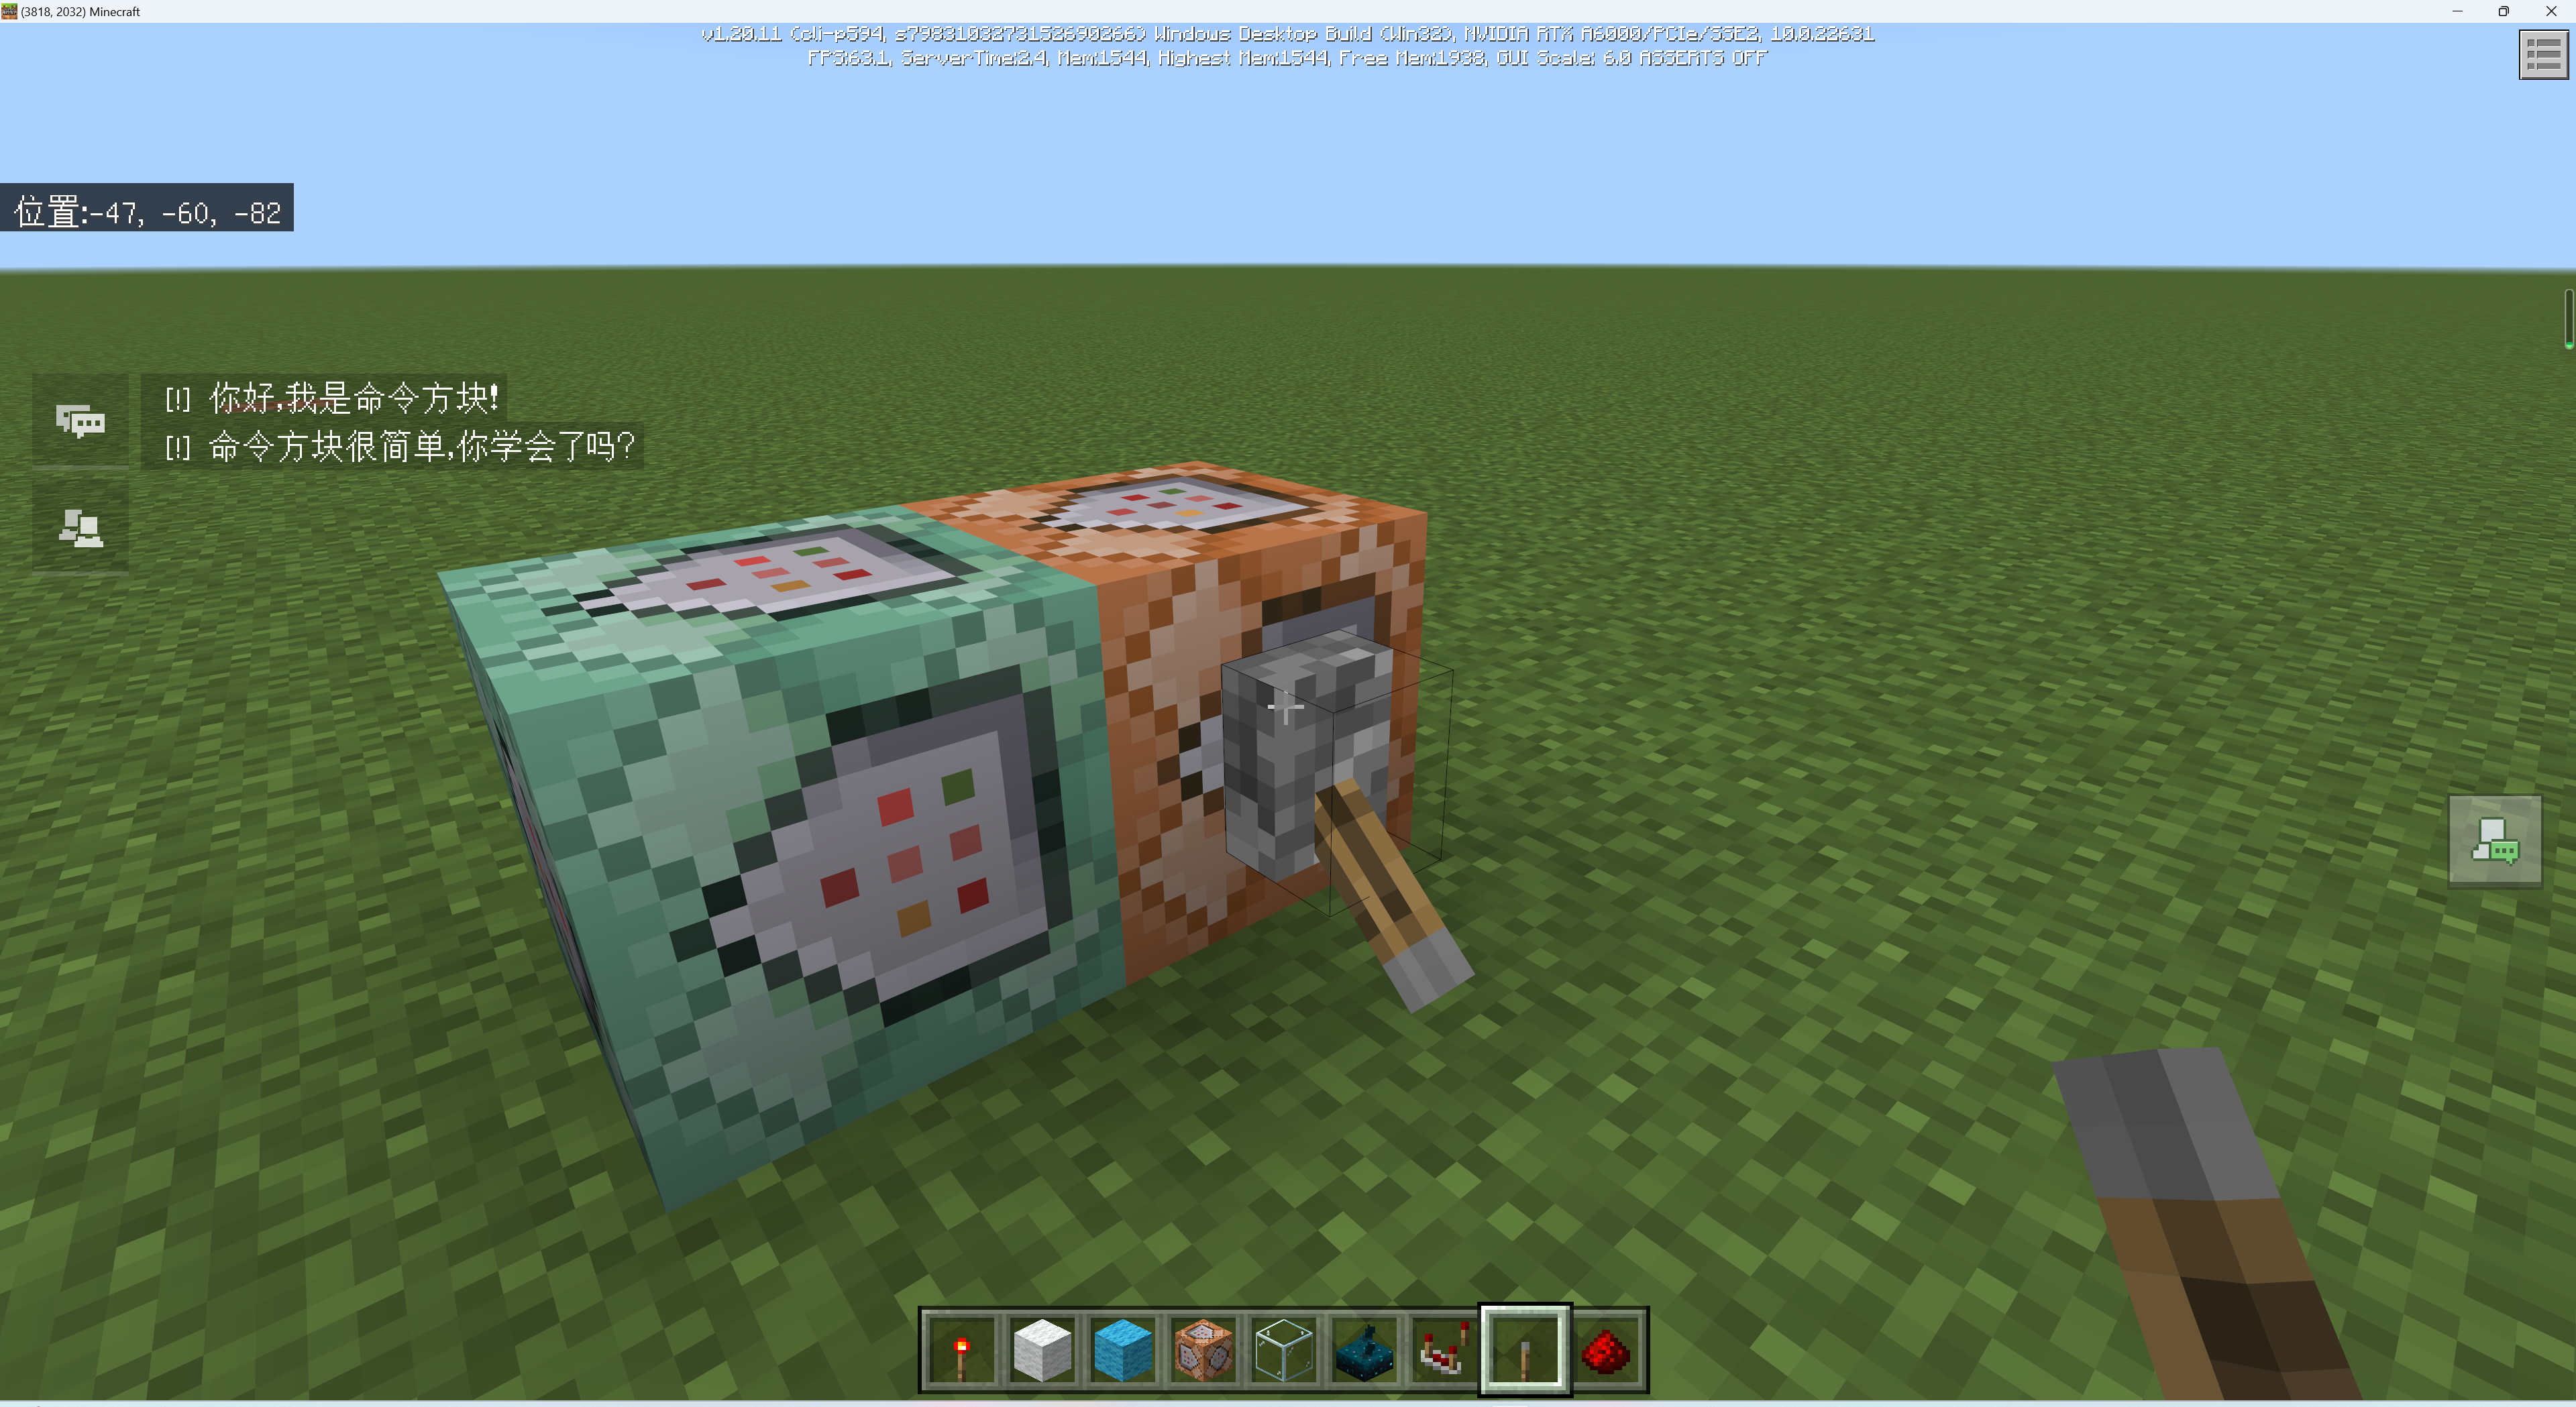 (3818, 2032) Minecraft
v1.20.11 (cli-p594, s7983103273152690266) Windows Desktop Build (Win32), NVIDIA RTX A6000/PCIe/SSE2, 10.0.22631
FPS:63.1, ServerTime:2.4, Mem:1544, Highest Mem:1544, Free Mem:1938, GUI Scale: 6.0 ASSERTS OFF
位置:-47, -60, -82
[!] 你好,我是命令方块!
[!] 命令方块很简单,你学会了吗?